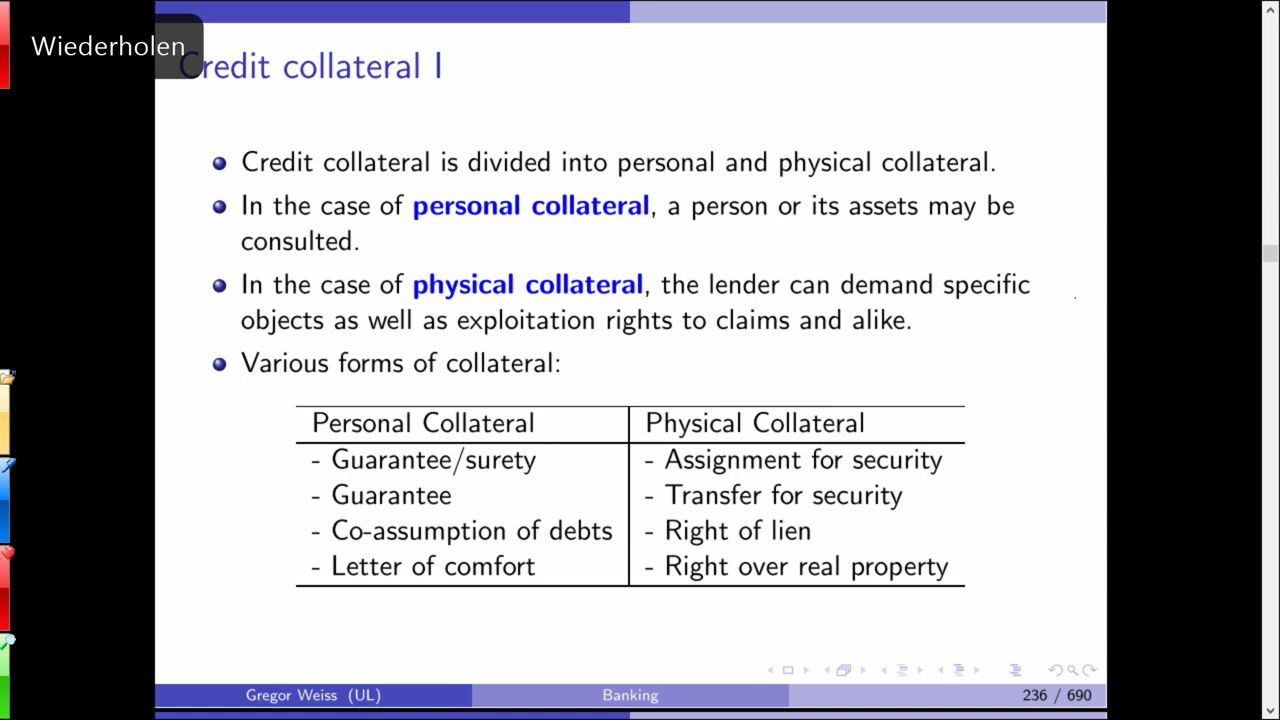 Wiederholen
Credit collateral I
Credit collateral is divided into personal and physical collateral.
In the case of personal collateral, a person or its assets may be
consulted.
In the case of physical collateral, the lender can demand specific
objects as well as exploitation rights to claims and alike.
Various forms of collateral:
Personal Collateral Physical Collateral
- Guarantee/surety - Assignment for security
- Guarantee - Transfer for security
- Co-assumption of debts - Right of lien
- Letter of comfort - Right over real property
Gregor Weiss (UL) Banking 236 / 690